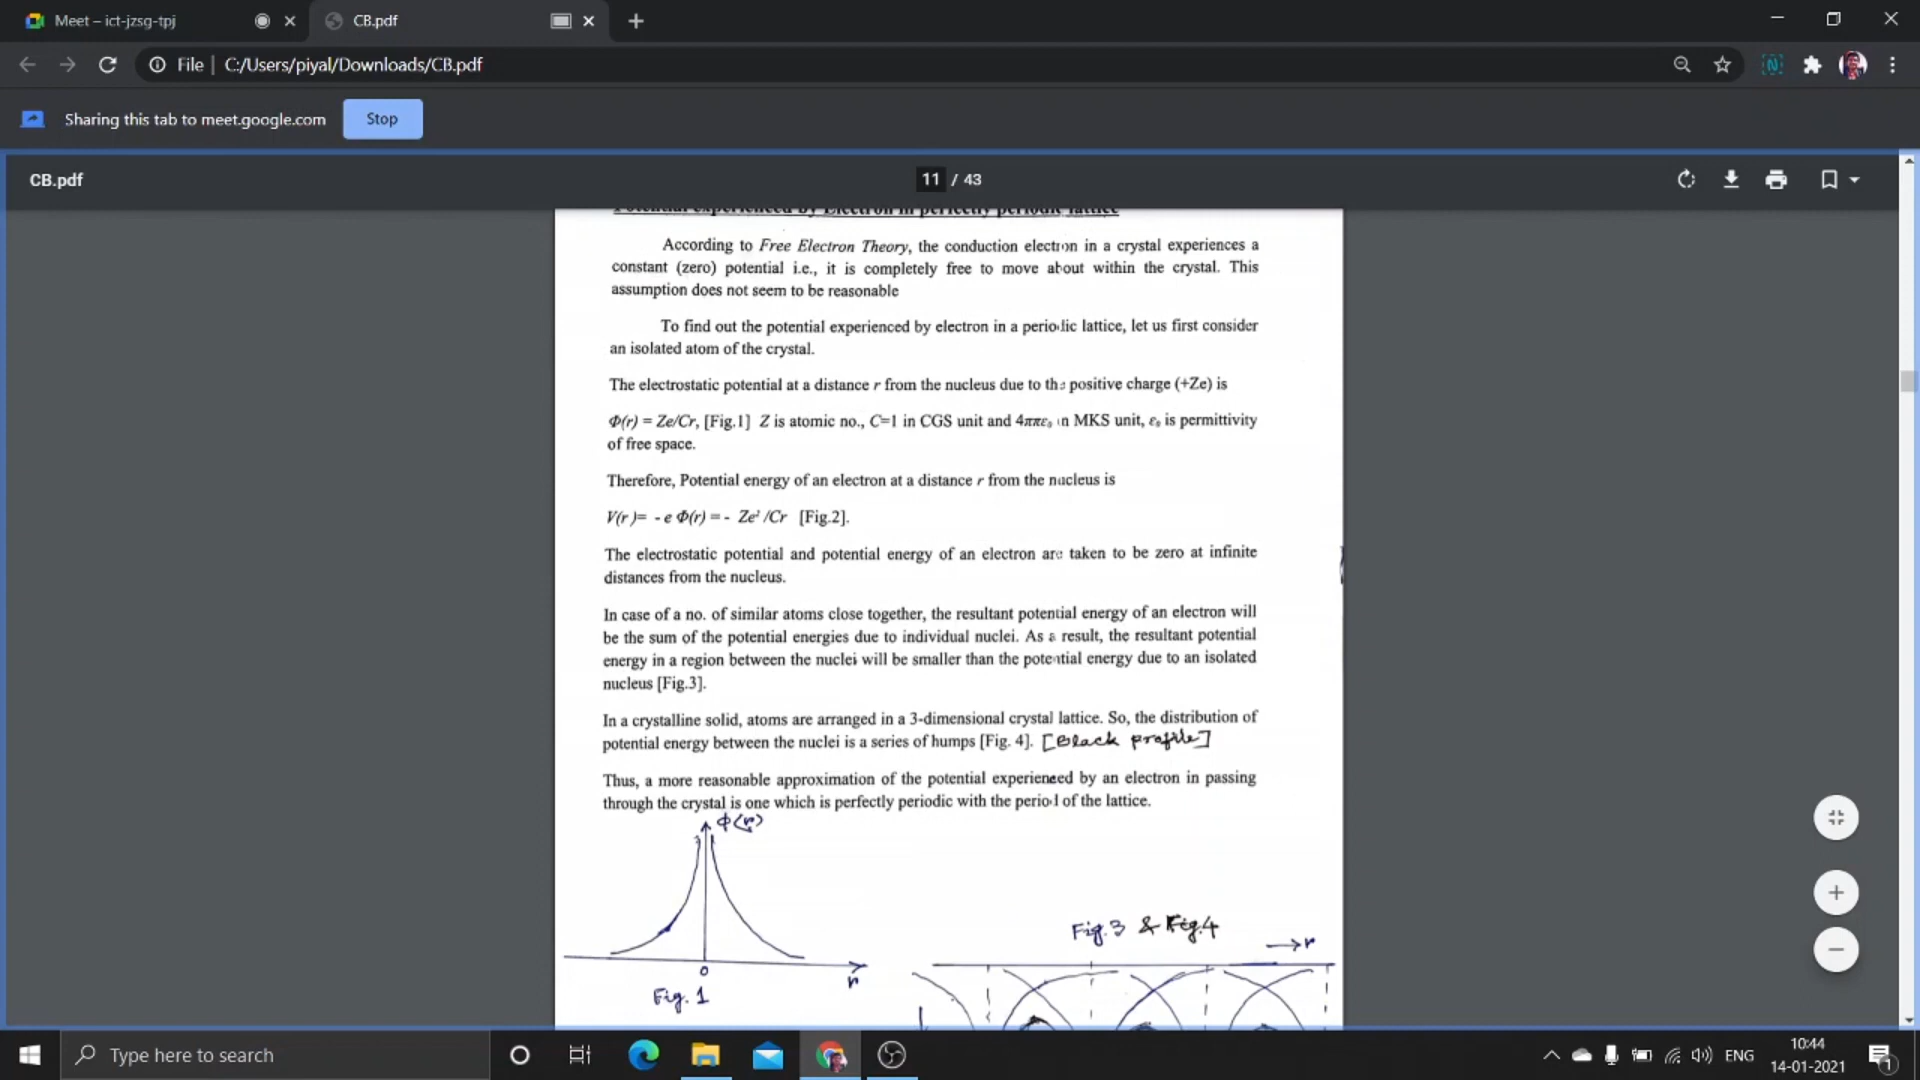 Meet – ict-jzsg-tpj
CB.pdf
File | C:/Users/piyal/Downloads/CB.pdf
Sharing this tab to meet.google.com Stop
CB.pdf 11 / 43
Potential experienced by Electron in perfectly periodic lattice
According to Free Electron Theory, the conduction electron in a crystal experiences a
constant (zero) potential i.e., it is completely free to move about within the crystal. This
assumption does not seem to be reasonable
To find out the potential experienced by electron in a periodic lattice, let us first consider
an isolated atom of the crystal.
The electrostatic potential at a distance r from the nucleus due to the positive charge (+Ze) is
Φ(r) = Ze/Cr, [Fig.1] Z is atomic no., C=1 in CGS unit and 4ππε₀ in MKS unit, ε₀ is permittivity
of free space.
Therefore, Potential energy of an electron at a distance r from the nucleus is
V(r )= - e Φ(r) = - Ze² /Cr [Fig.2].
The electrostatic potential and potential energy of an electron are taken to be zero at infinite
distances from the nucleus.
In case of a no. of similar atoms close together, the resultant potential energy of an electron will
be the sum of the potential energies due to individual nuclei. As a result, the resultant potential
energy in a region between the nuclei will be smaller than the potential energy due to an isolated
nucleus [Fig.3].
In a crystalline solid, atoms are arranged in a 3-dimensional crystal lattice. So, the distribution of
potential energy between the nuclei is a series of humps [Fig. 4]. [Black profile]
Thus, a more reasonable approximation of the potential experienced by an electron in passing
through the crystal is one which is perfectly periodic with the period of the lattice.
Φ(r)
Fig.3 & Fig.4
r
0
r
Fig. 1
Type here to search
ENG
10:44
14-01-2021
1